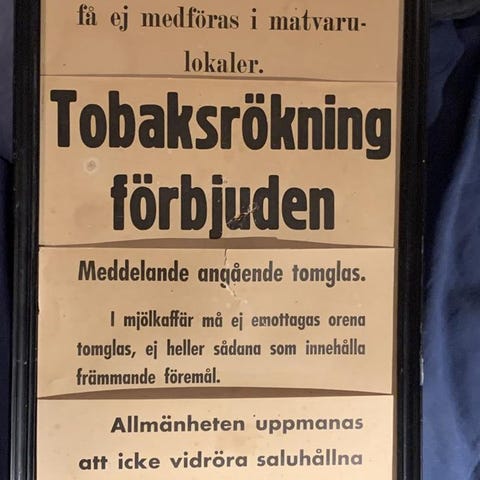 få ej medföras i matvaru-
lokaler.
Tobaksrökning
förbjuden
Meddelande angående tomglas.
I mjölkaffär må ej emottagas orena
tomglas, ej heller sådana som innehålla
främmande föremål.
Allmänheten uppmanas
att icke vidröra saluhållna